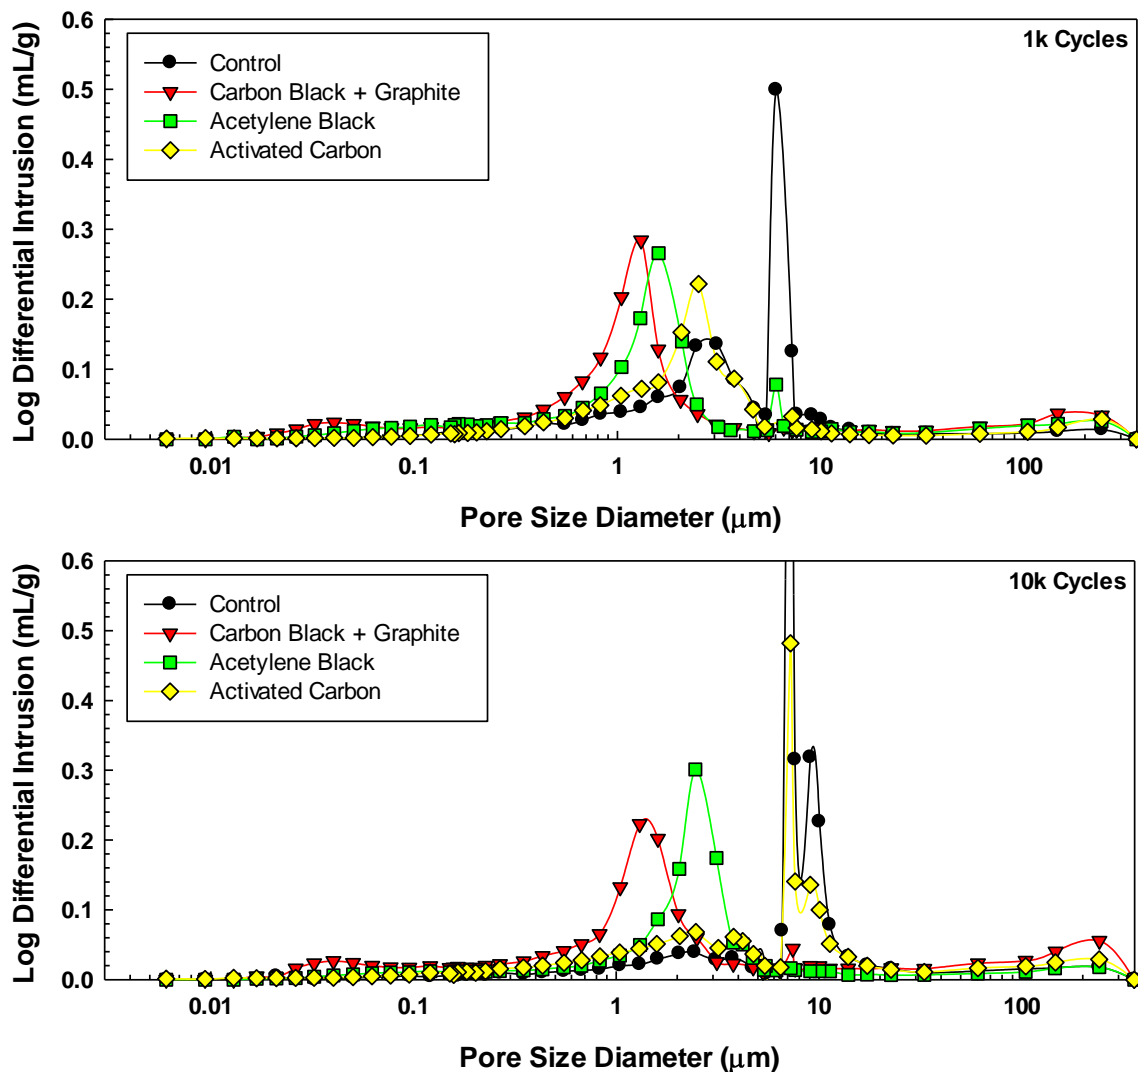 1k Cycles
Control
Carbon Black + Graphite
Acetylene Black
Activated Carbon
Log Differential Intrusion (mL/g)
0.6
0.5
0.4
0.3
0.2
0.1
0.0
0.01 0.1 1 10 100
Pore Size Diameter (μm)
10k Cycles
Control
Carbon Black + Graphite
Acetylene Black
Activated Carbon
Log Differential Intrusion (mL/g)
0.6
0.5
0.4
0.3
0.2
0.1
0.0
0.01 0.1 1 10 100
Pore Size Diameter (μm)